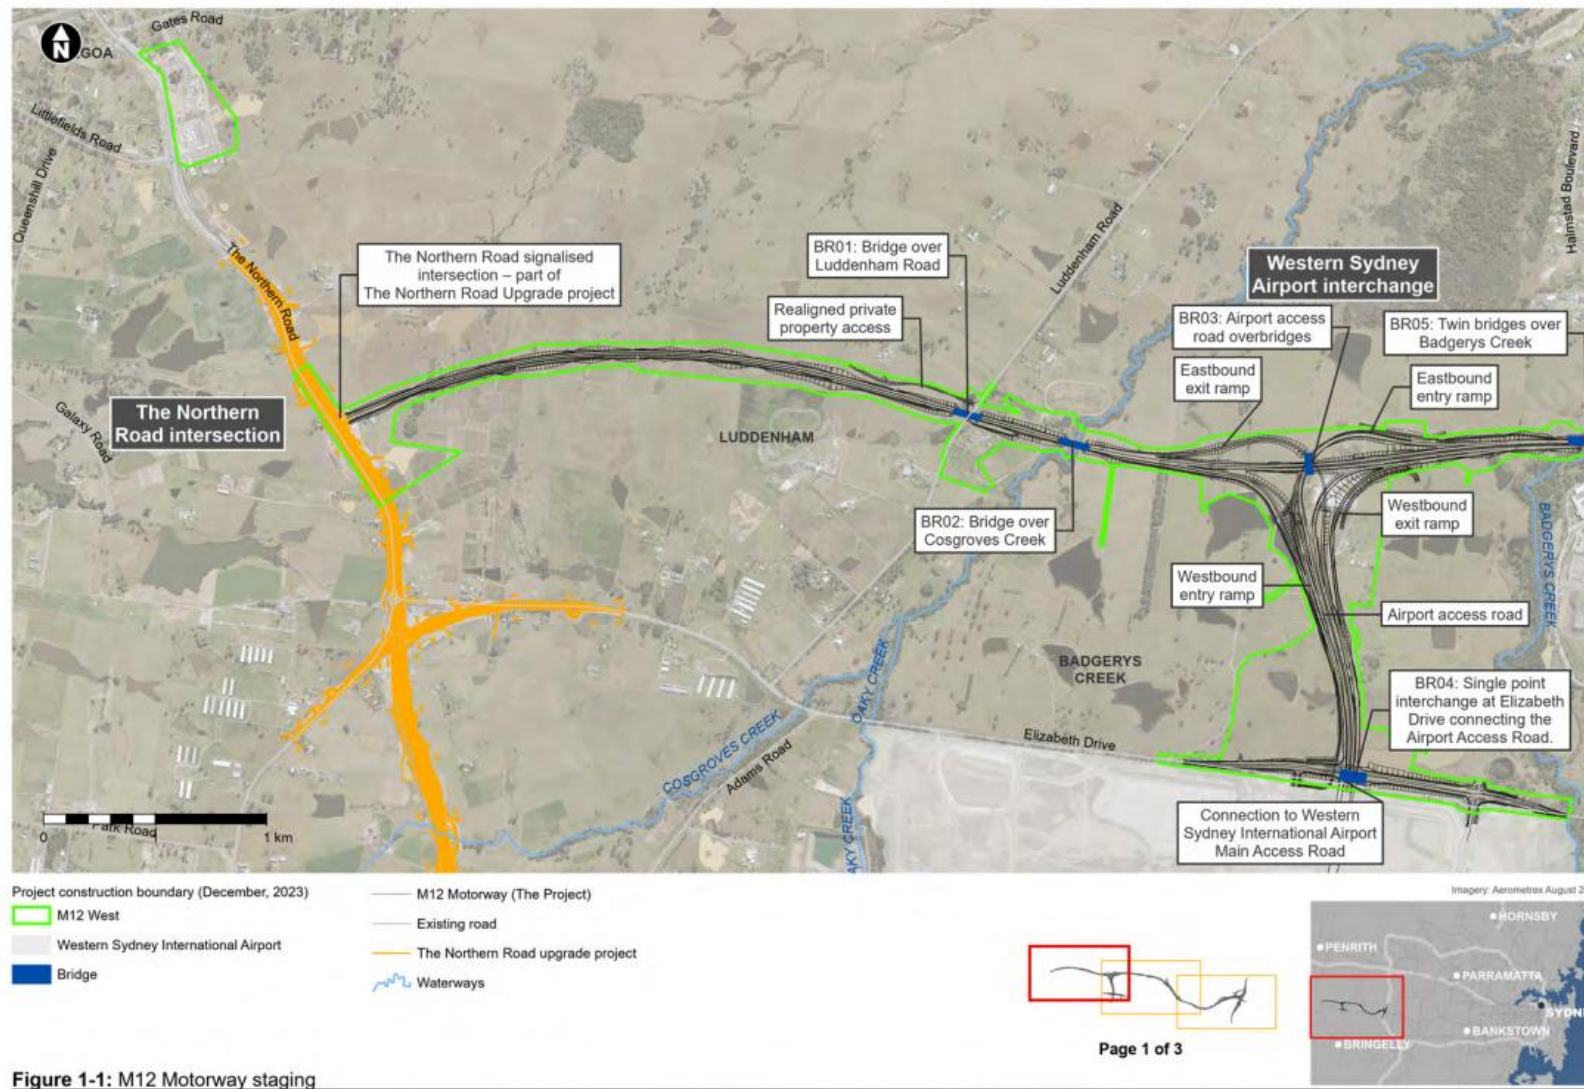 Gates Road
N
GOA
Littlefields Road
Queenshill Drive
The Northern Road
The Northern Road signalised
intersection – part of
The Northern Road Upgrade project
BR01: Bridge over
Luddenham Road
Realigned private
property access
Luddenham Road
Western Sydney
Airport interchange
Halmstad Boulevard
BR03: Airport access
road overbridges
BR05: Twin bridges over
Badgerys Creek
Eastbound
exit ramp
Eastbound
entry ramp
The Northern
Road intersection
Galaxy Road
LUDDENHAM
BR02: Bridge over
Cosgroves Creek
Westbound
exit ramp
BADGERYS CREEK
Westbound
entry ramp
Airport access road
BADGERYS
CREEK
OAKY CREEK
BR04: Single point
interchange at Elizabeth
Drive connecting the
Airport Access Road.
Elizabeth Drive
COSGROVES CREEK
Adams Road
AKY CREEK
Connection to Western
Sydney International Airport
Main Access Road
Park Road
0
1 km
Project construction boundary (December, 2023)
M12 West
Western Sydney International Airport
Bridge
M12 Motorway (The Project)
Existing road
The Northern Road upgrade project
Waterways
Imagery: Aerometrex August 2
Page 1 of 3
HORNSBY
PENRITH
PARRAMATTA
SYDNE
BANKSTOWN
BRINGELLY
Figure 1-1: M12 Motorway staging